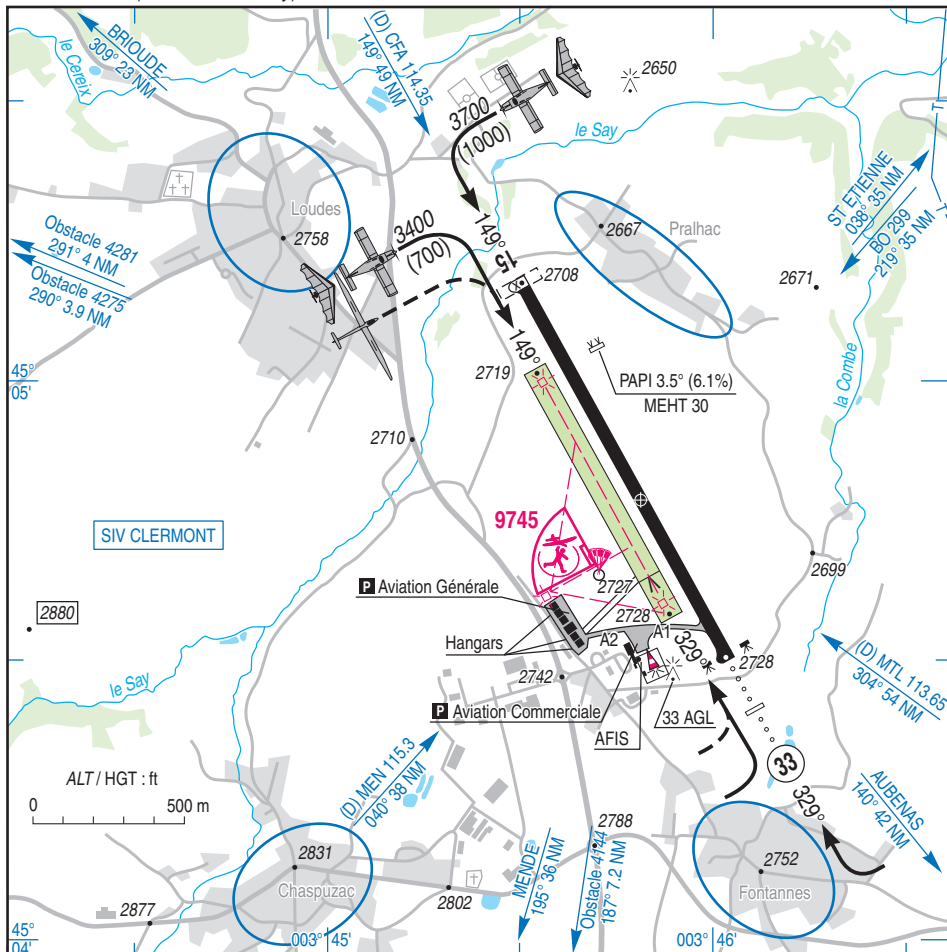 BRIOUDE
309° 23 NM
le Cereix
(D) CFA 114.35
149° 49 NM
2650
3700
(1000)
le Say
ST ETIENNE
038° 35 NM
BO 299
219° 35 NM
T
T
T
Loudes
2758
3400
(700)
149°
15
2708
2667
Pralhac
2671
Obstacle 4281
291° 4 NM
Obstacle 4275
290° 3.9 NM
149°
2719
PAPI 3.5° (6.1%)
MEHT 30
la Combe
45°
05'
2710
SIV CLERMONT
9745
2699
P Aviation Générale
2727
2728
2880
Hangars
A2
A1
329°
2728
(D) MTL 113.65
304° 54 NM
le Say
2742
P Aviation Commerciale
33 AGL
AFIS
33
329°
ALT / HGT : ft
0 500 m
(D) MEN 115.3
040° 38 NM
AUBENAS
140° 42 NM
2788
2831
Chaspuzac
2802
2877
MENDE
195° 36 NM
Obstacle 4144
187° 7.2 NM
2752
Fontannes
45°
04'
003° 45'
003° 46'